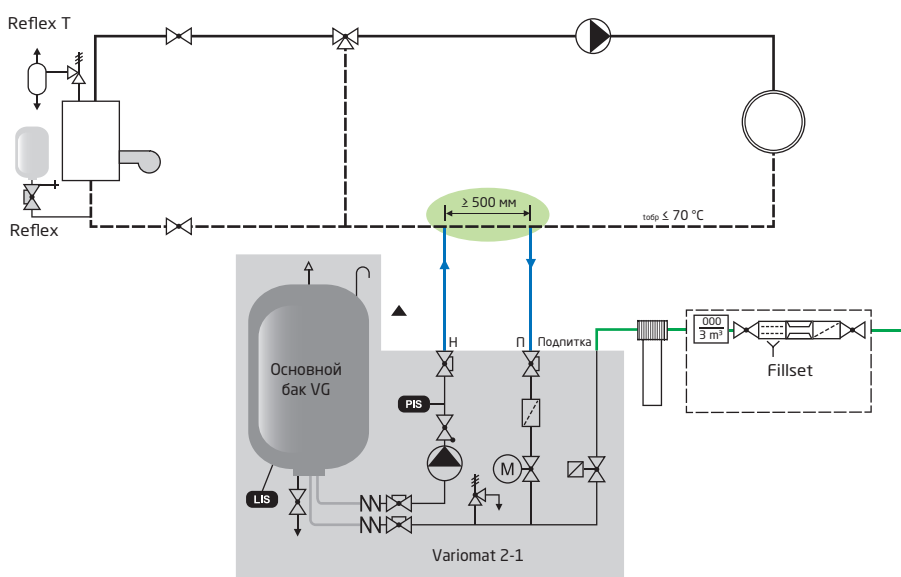 Reflex T
≥ 500 мм
tобр ≤ 70 °C
Reflex
Н
П
Подпитка
000
3 m³
Fillset
Основной
бак VG
PIS
M
LIS
Variomat 2-1